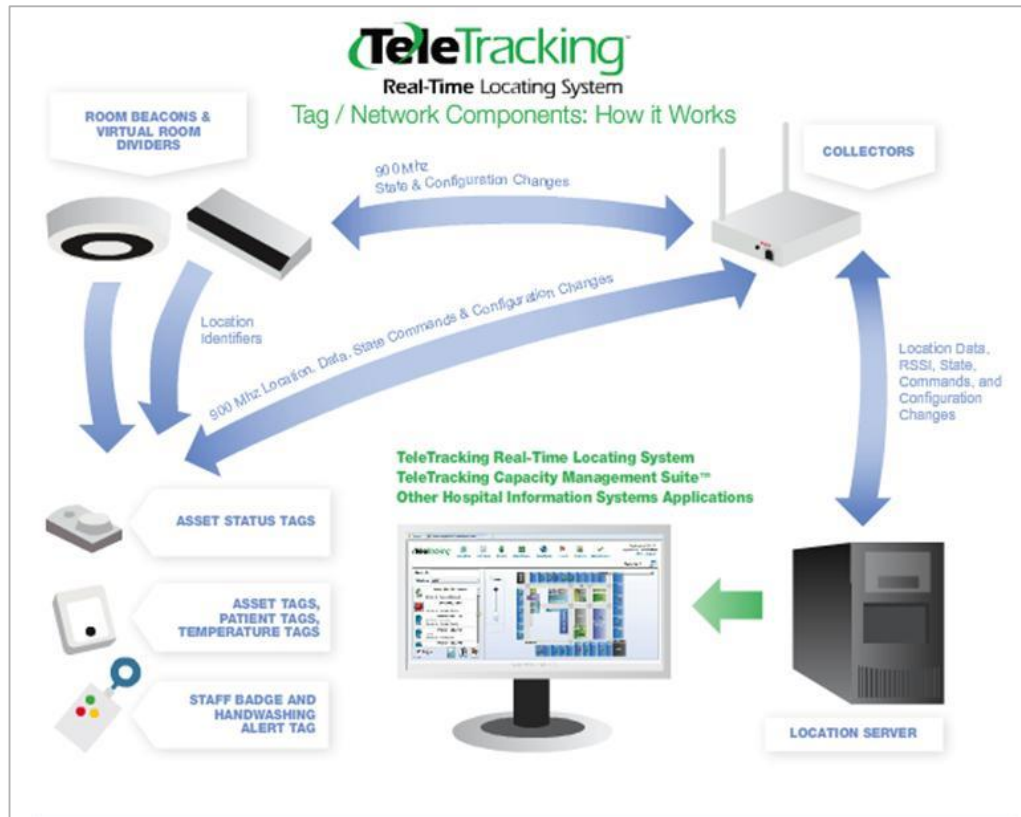 TeleTracking™
Real-Time Locating System
Tag / Network Components: How it Works
ROOM BEACONS &
VIRTUAL ROOM
DIVIDERS
900 Mhz
State & Configuration Changes
COLLECTORS
Location
Identifiers
900 Mhz Location, Data, State Commands & Configuration Changes
Location Data,
RSSI, State,
Commands, and
Configuration
Changes
TeleTracking Real-Time Locating System
TeleTracking Capacity Management Suite™
Other Hospital Information Systems Applications
ASSET STATUS TAGS
TeleTracking
ASSET TAGS,
PATIENT TAGS,
TEMPERATURE TAGS
STAFF BADGE AND
HANDWASHING
ALERT TAG
LOCATION SERVER